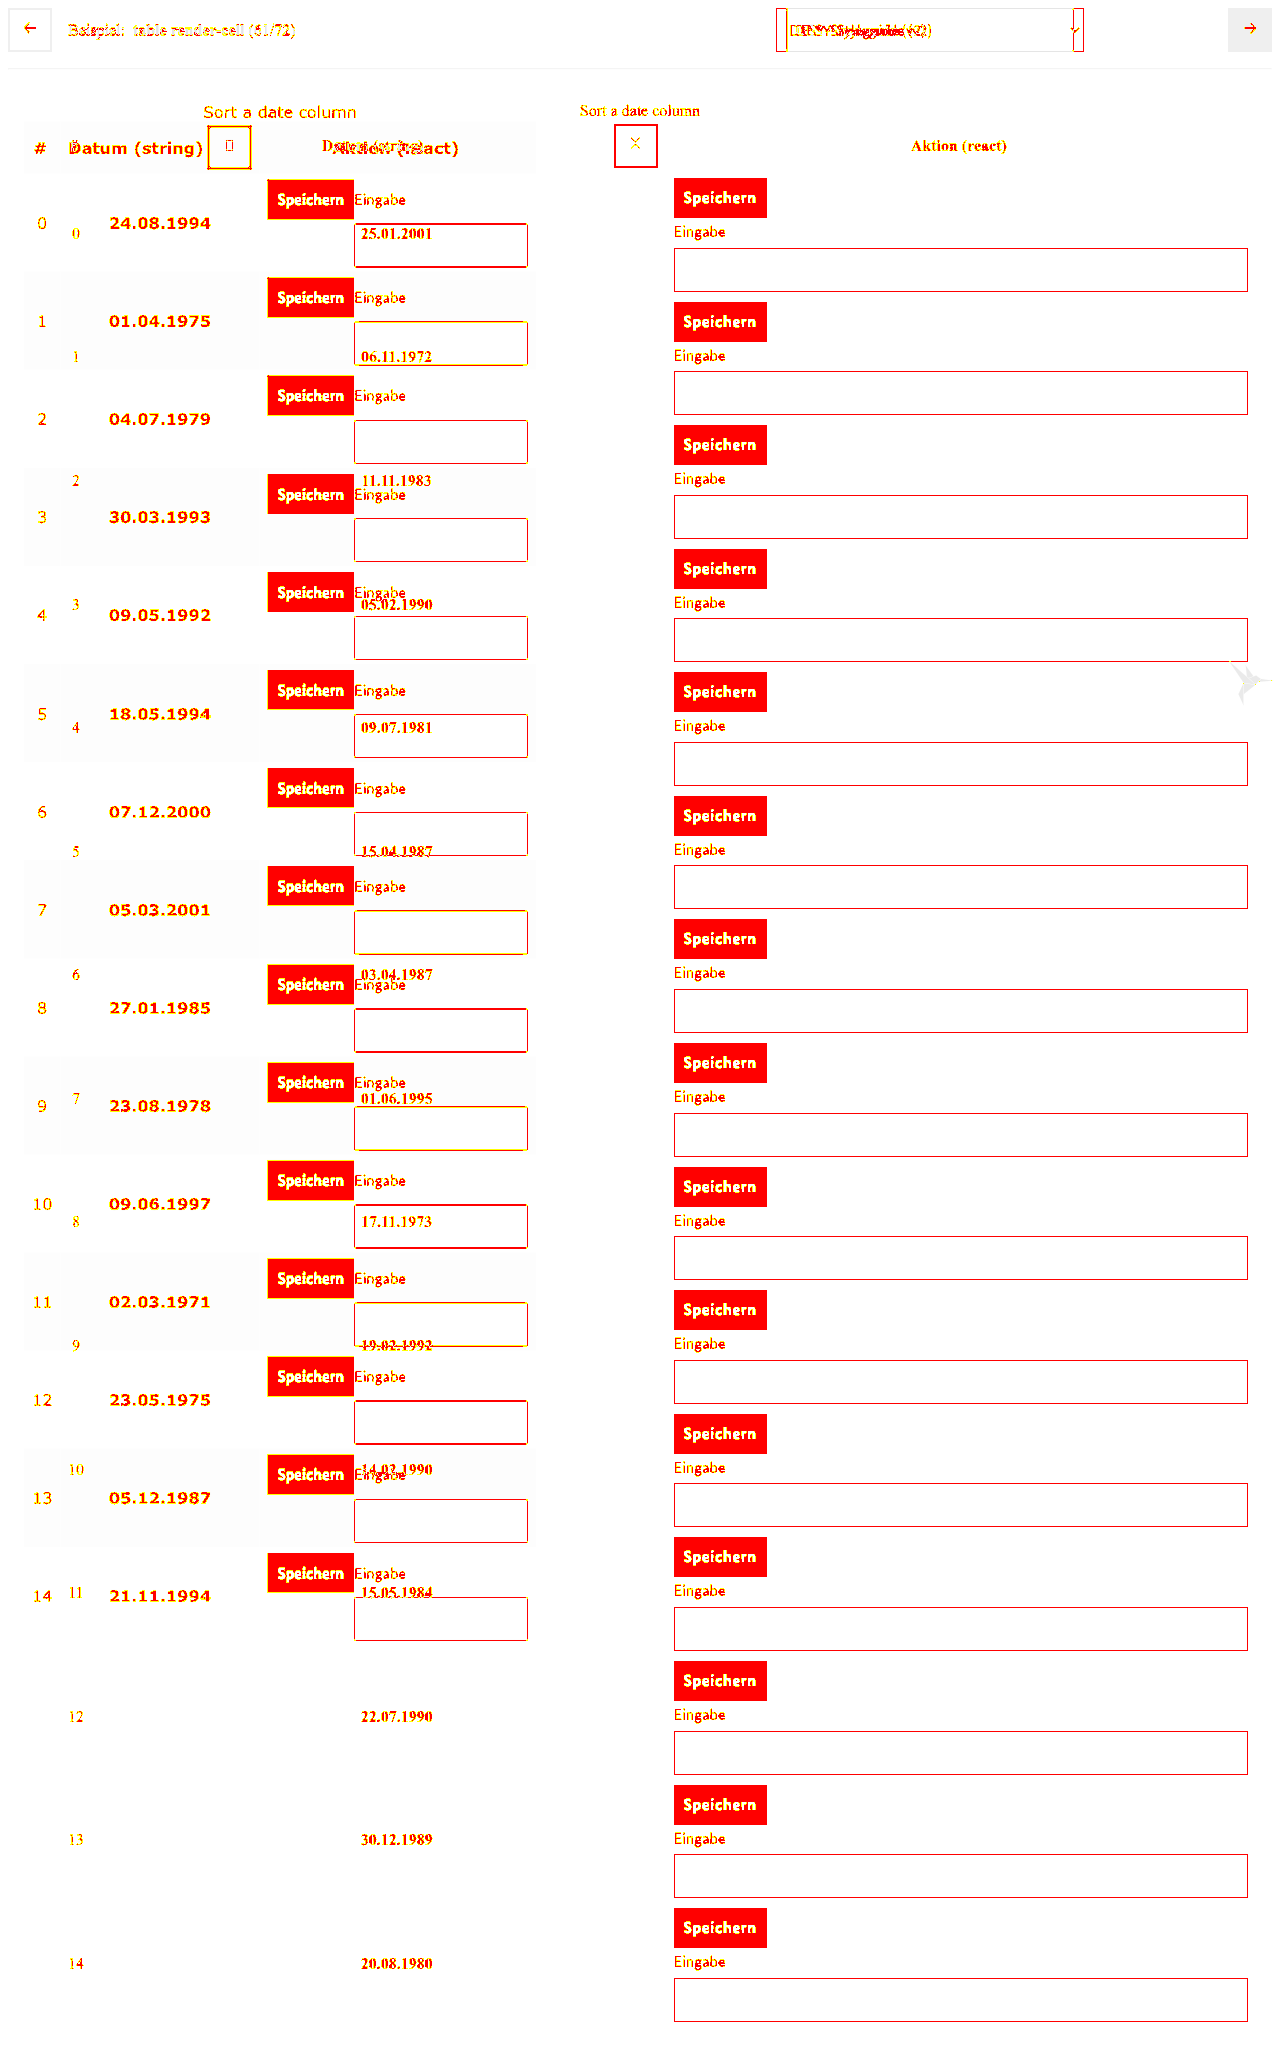 Beispiel: table render-cell (61/72)
Sort a date column
Sort a date column
#
Datum (string)
Aktion (react)
Aktion (react)
Speichern
Eingabe
Speichern
0
24.08.1994
0
25.01.2001
Eingabe
Speichern
Eingabe
Speichern
1
01.04.1975
1
06.11.1972
Eingabe
Speichern
Eingabe
2
04.07.1979
Speichern
2
11.11.1983
Eingabe
Speichern
Eingabe
3
30.03.1993
Speichern
Speichern
Eingabe
3
05.02.1990
Eingabe
4
09.05.1992
Speichern
Eingabe
Speichern
5
18.05.1994
4
09.07.1981
Eingabe
Speichern
Eingabe
6
07.12.2000
Speichern
5
15.04.1987
Eingabe
Speichern
Eingabe
7
05.03.2001
Speichern
6
03.04.1987
Eingabe
Speichern
Eingabe
8
27.01.1985
Speichern
Speichern
Eingabe
7
01.06.1995
Eingabe
9
23.08.1978
Speichern
Eingabe
Speichern
10
09.06.1997
8
17.11.1973
Eingabe
Speichern
Eingabe
11
02.03.1971
Speichern
9
19.02.1992
Eingabe
Speichern
Eingabe
12
23.05.1975
Speichern
10
14.02.1990
Eingabe
Speichern
Eingabe
13
05.12.1987
Speichern
Speichern
Eingabe
11
15.05.1984
Eingabe
14
21.11.1994
Speichern
12
22.07.1990
Eingabe
Speichern
13
30.12.1989
Eingabe
Speichern
14
20.08.1980
Eingabe